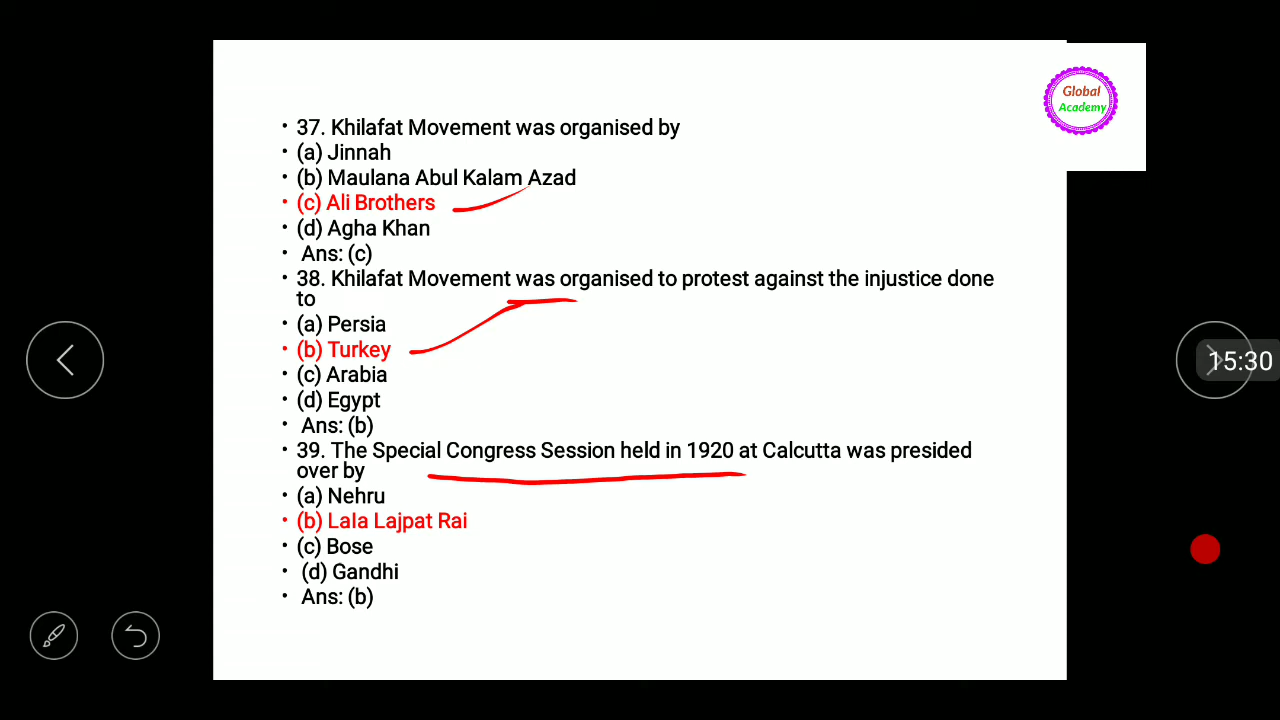 Global
Academy
• 37. Khilafat Movement was organised by
• (a) Jinnah
• (b) Maulana Abul Kalam Azad
• (c) Ali Brothers
• (d) Agha Khan
• Ans: (c)
• 38. Khilafat Movement was organised to protest against the injustice done
to
• (a) Persia
• (b) Turkey
• (c) Arabia
• (d) Egypt
• Ans: (b)
• 39. The Special Congress Session held in 1920 at Calcutta was presided
over by
• (a) Nehru
• (b) Lala Lajpat Rai
• (c) Bose
• (d) Gandhi
• Ans: (b)
15:30